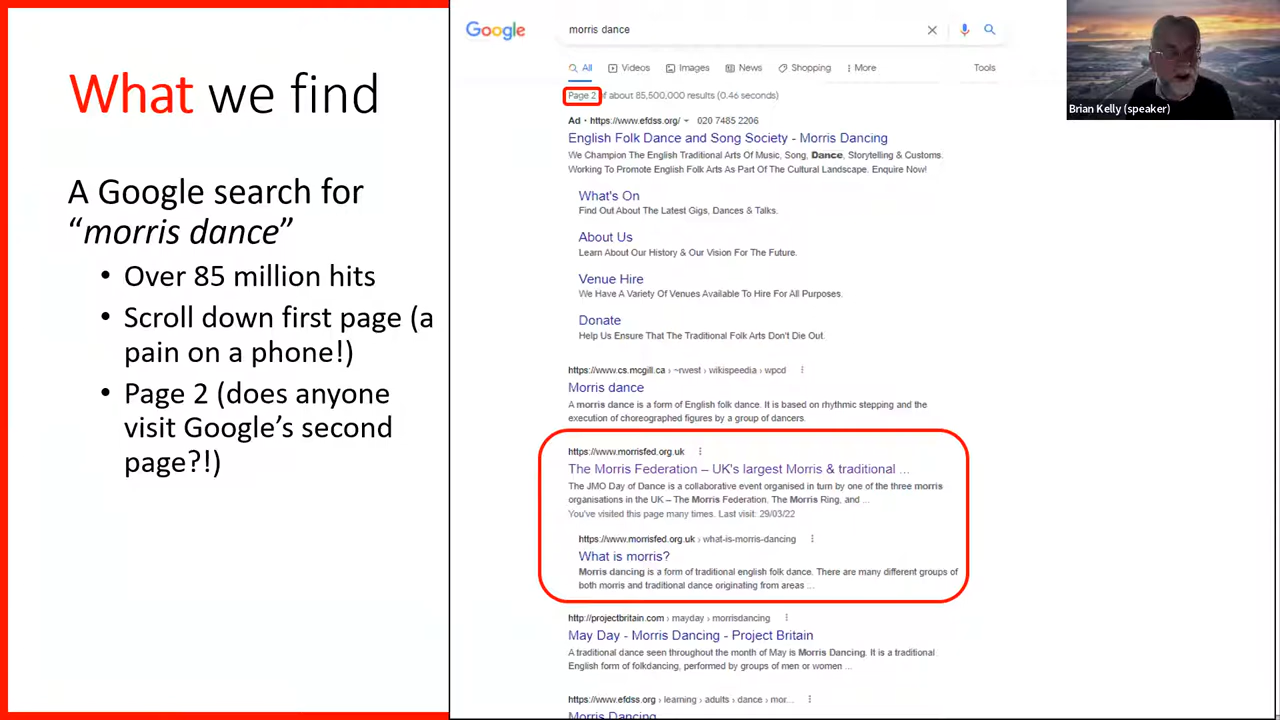 What we find
A Google search for
“morris dance”
• Over 85 million hits
• Scroll down first page (a
pain on a phone!)
• Page 2 (does anyone
visit Google’s second
page?!)
Google
morris dance
All Videos Images News Shopping More Tools
Page 2 of about 85,500,000 results (0.46 seconds)
Ad · https://www.efdss.org/ 020 7485 2206
English Folk Dance and Song Society - Morris Dancing
We Champion The English Traditional Arts Of Music, Song, Dance, Storytelling & Customs.
Working To Promote English Folk Arts As Part Of The Cultural Landscape. Enquire Now!
What's On
Find Out About The Latest Gigs, Dances & Talks.
About Us
Learn About Our History & Our Vision For The Future.
Venue Hire
We Have A Variety Of Venues Available To Hire For All Purposes.
Donate
Help Us Ensure That The Traditional Folk Arts Don't Die Out.
https://www.cs.mcgill.ca › ~rwest › wikispeedia › wpcd
Morris dance
A morris dance is a form of English folk dance. It is based on rhythmic stepping and the
execution of choreographed figures by a group of dancers.
https://www.morrisfed.org.uk
The Morris Federation – UK's largest Morris & traditional ...
The JMO Day of Dance is a collaborative event organised in turn by one of the three morris
organisations in the UK – The Morris Federation. The Morris Ring, and ...
You've visited this page many times. Last visit: 29/03/22
https://www.morrisfed.org.uk › what-is-morris-dancing
What is morris?
Morris dancing is a form of traditional english folk dance. There are many different groups of
both morris and traditional dance originating from areas ...
http://projectbritain.com › mayday › morrisdancing
May Day - Morris Dancing - Project Britain
A traditional dance seen throughout the month of May is Morris Dancing. It is a traditional
English form of folkdancing, performed by groups of men or women ...
https://www.efdss.org › learning › adults › dance › mor...
Morris Dancing
Brian Kelly (speaker)